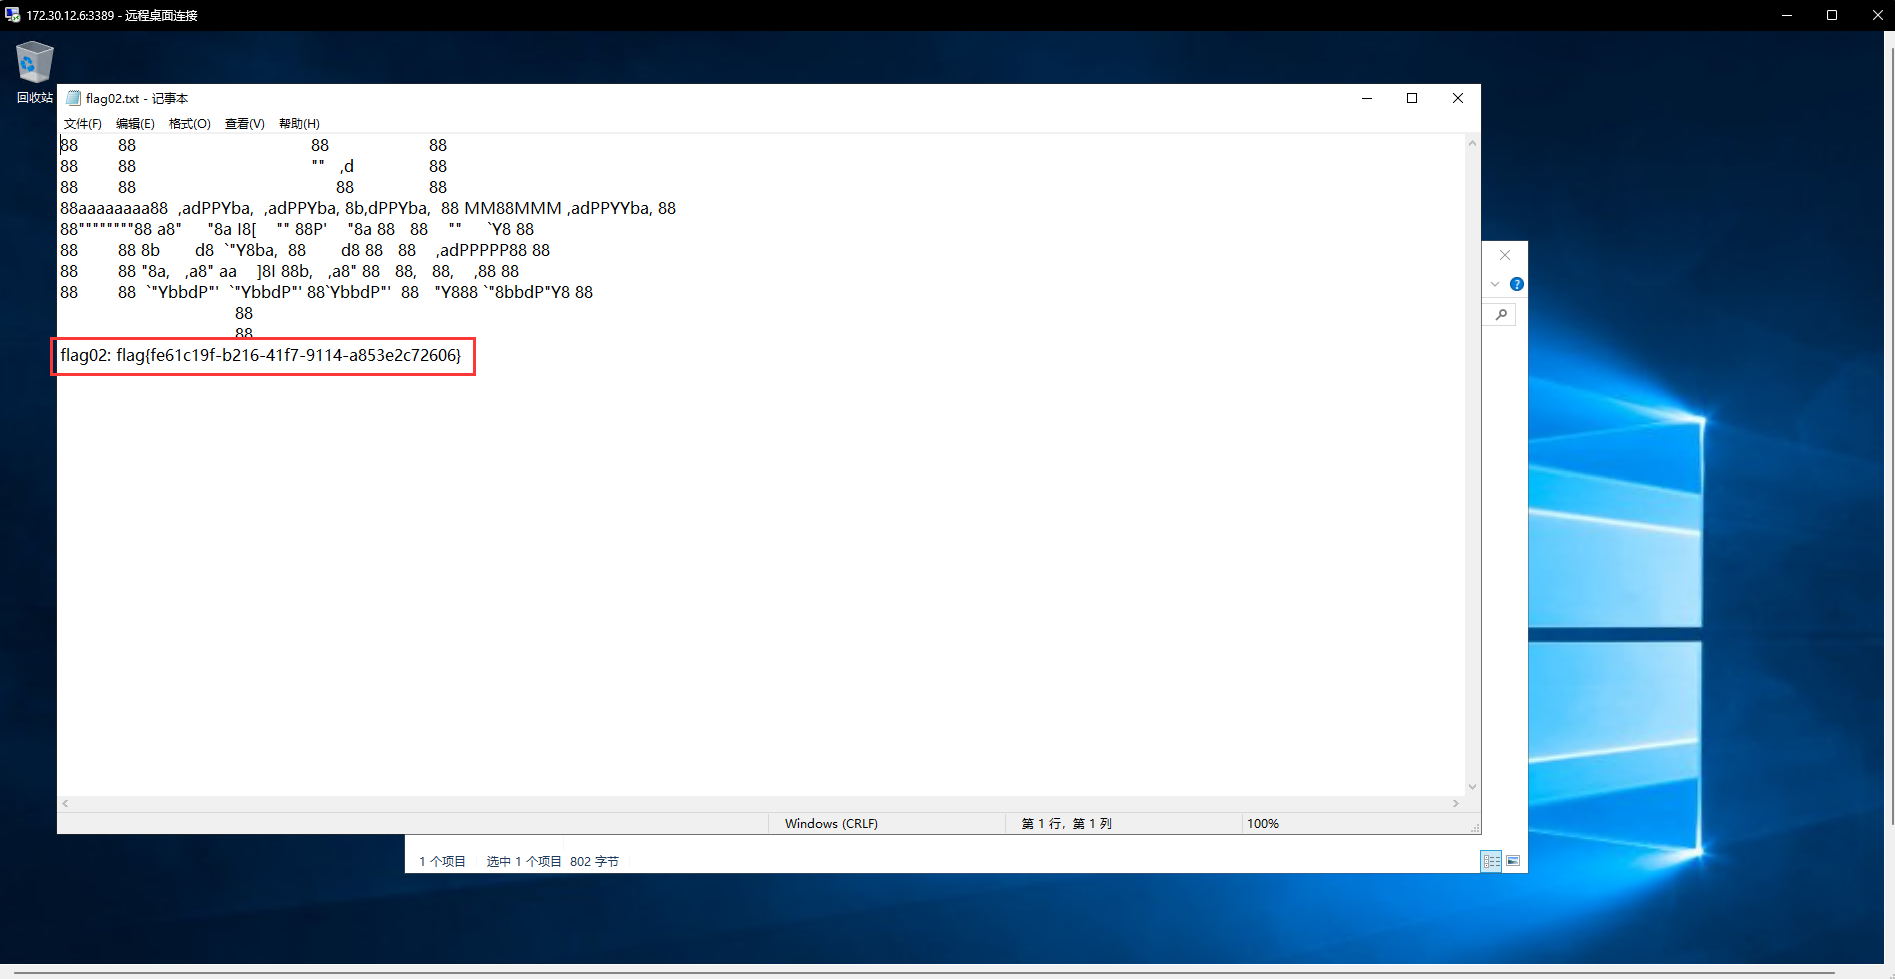 172.30.12.6:3389 - 远程桌面连接
回收站
flag02.txt - 记事本
文件(F) 编辑(E) 格式(O) 查看(V) 帮助(H)
88 88 88 88
88 88 "" ,d 88
88 88 88 88
88aaaaaaaa88 ,adPPYba, ,adPPYba, 8b,dPPYba, 88 MM88MMM ,adPPYYba, 88
88""""""""88 a8" "8a I8[ "" 88P' "8a 88 88 "" `Y8 88
88 88 8b d8 `"Y8ba, 88 d8 88 88 ,adPPPPP88 88
88 88 "8a, ,a8" aa ]8I 88b, ,a8" 88 88, 88, ,88 88
88 88 `"YbbdP"' `"YbbdP"' 88`YbbdP"' 88 "Y888 `"8bbdP"Y8 88
88
88
flag02: flag{fe61c19f-b216-41f7-9114-a853e2c72606}
Windows (CRLF) 第 1 行，第 1 列 100%
1 个项目 选中 1 个项目 802 字节